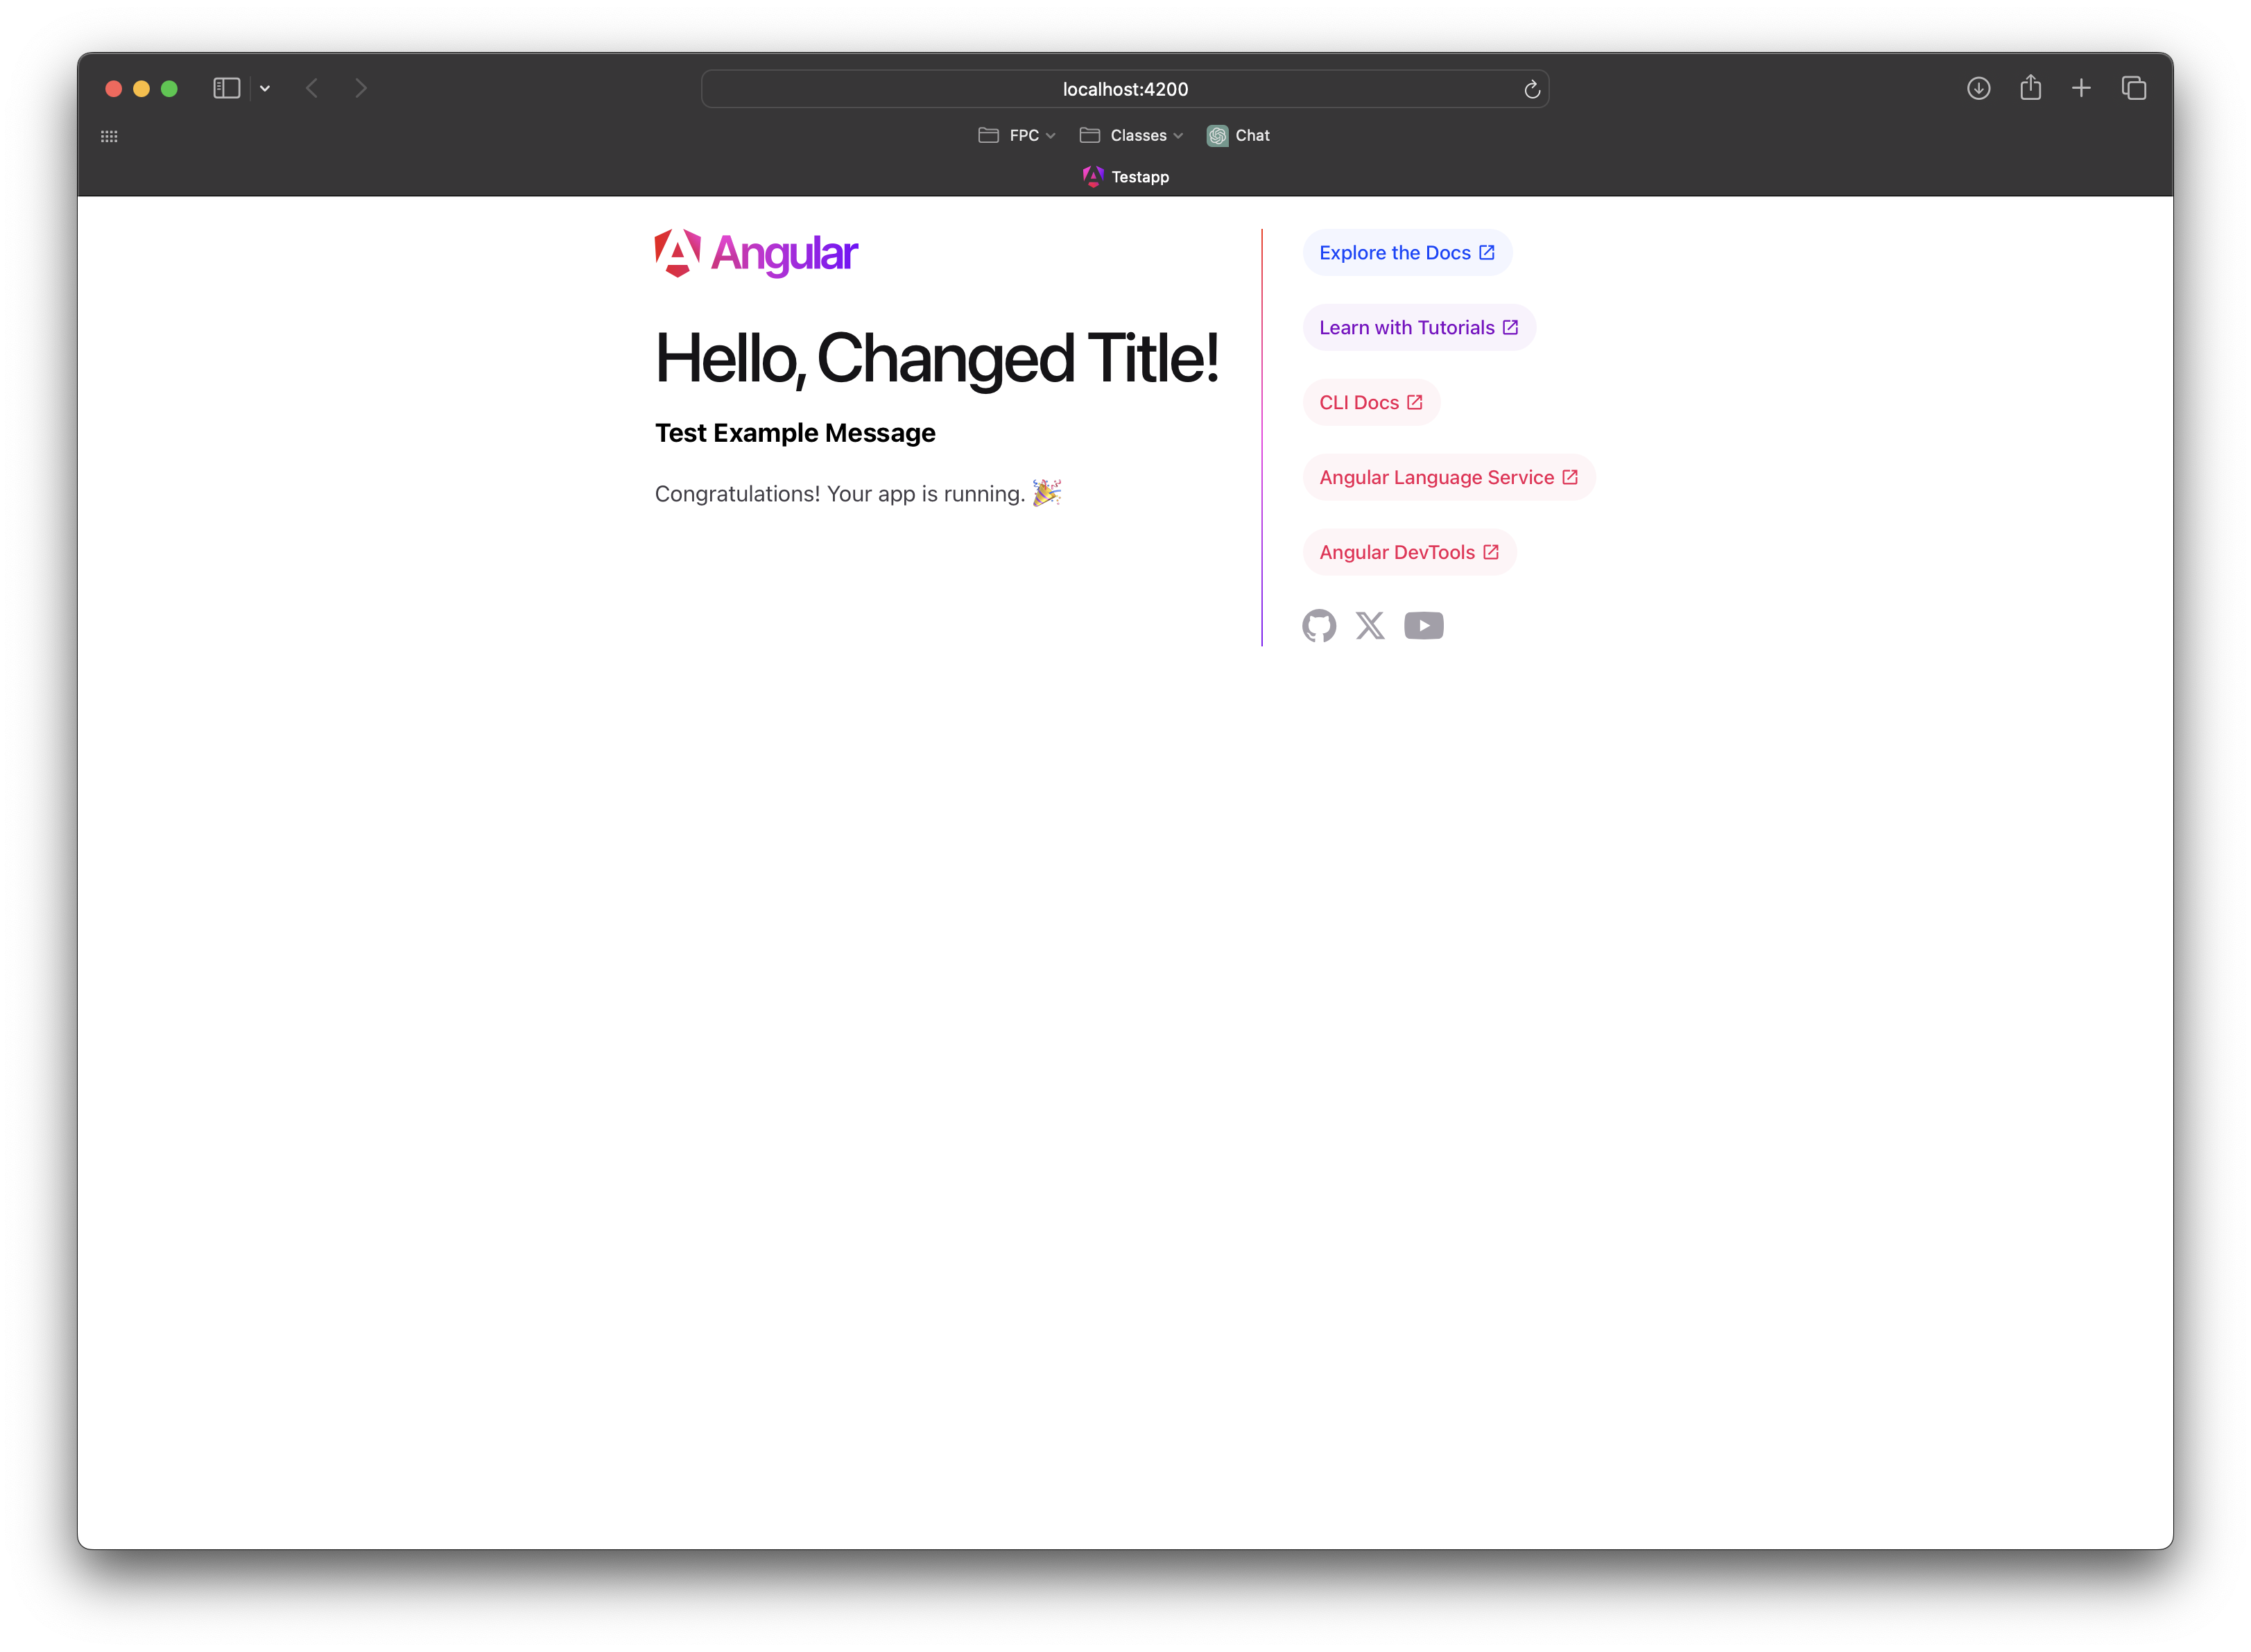 localhost:4200
FPC
Classes
Chat
Testapp
Angular
Hello, Changed Title!
Test Example Message
Congratulations! Your app is running. 🎉
Explore the Docs
Learn with Tutorials
CLI Docs
Angular Language Service
Angular DevTools